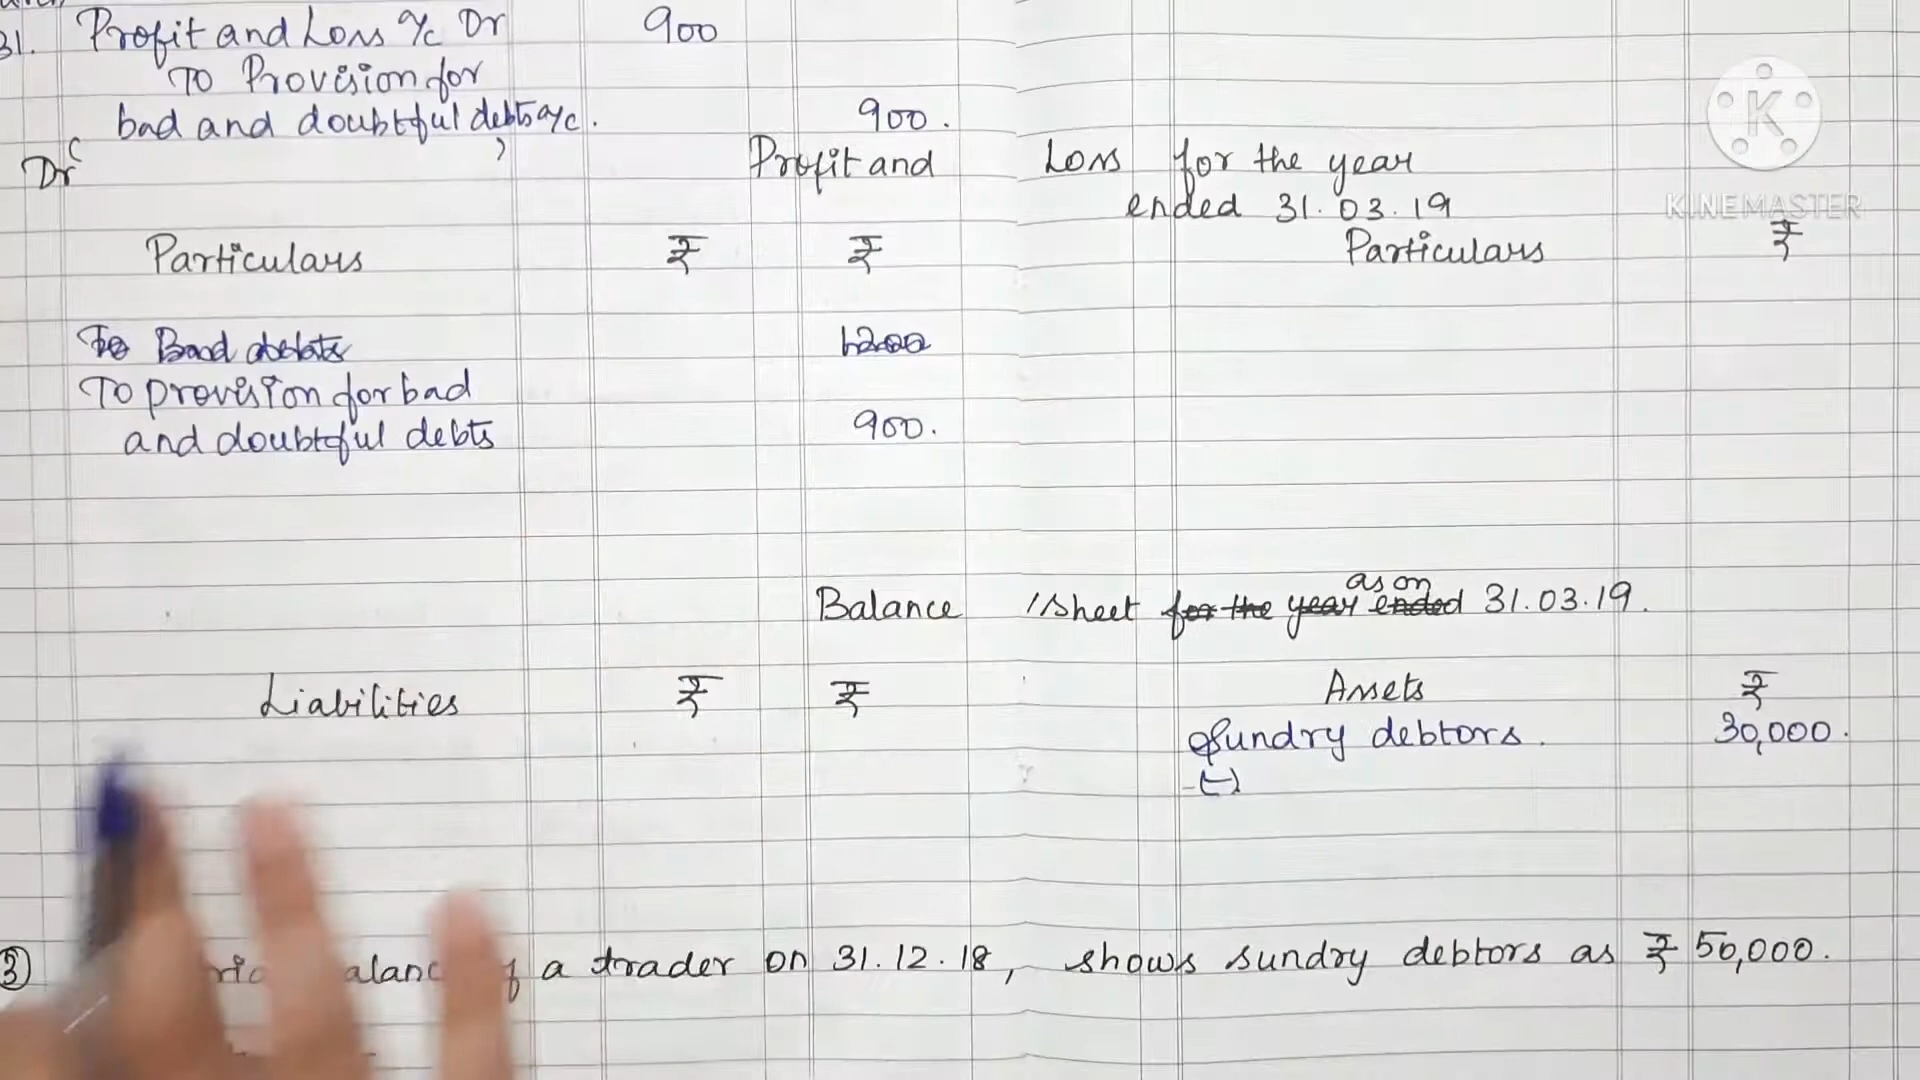 31. Profit and Loss a/c Dr 900
To Provision for
bad and doubtful debts a/c. 900.
Dr Profit and Loss for the year
ended 31.03.19
Particulars ₹ ₹ Particulars ₹
To Bad debts 1200
To provision for bad
and doubtful debts 900.
as on
Balance Sheet for the year ended 31.03.19.
Liabilities ₹ ₹ Assets ₹
Sundry debtors. 30,000.
(-)
③ of a trader on 31.12.18, shows sundry debtors as ₹ 50,000.
K
KINEMASTER